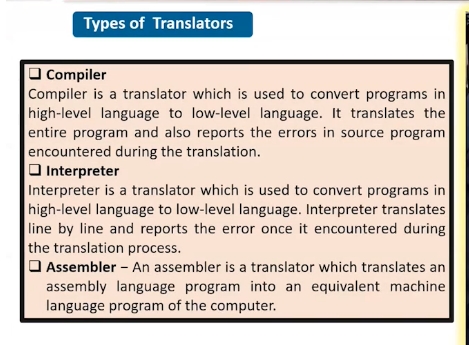 Types of Translators
❑ Compiler
Compiler is a translator which is used to convert programs in
high-level language to low-level language. It translates the
entire program and also reports the errors in source program
encountered during the translation.
❑ Interpreter
Interpreter is a translator which is used to convert programs in
high-level language to low-level language. Interpreter translates
line by line and reports the error once it encountered during
the translation process.
❑ Assembler – An assembler is a translator which translates an
assembly language program into an equivalent machine
language program of the computer.